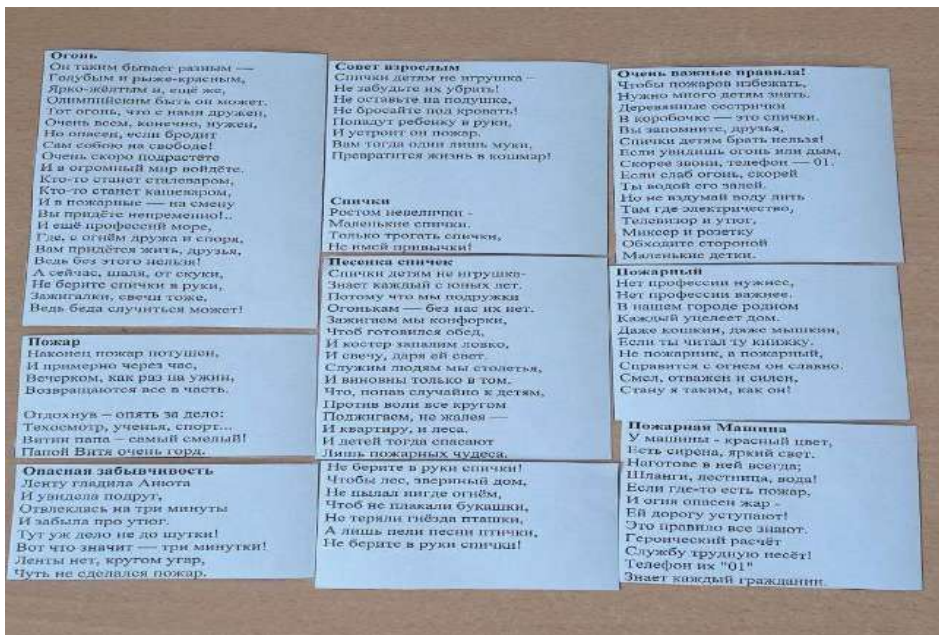 Огонь
Он таким бывает разным —
Голубым и рыже-красным,
Ярко-жёлтым и, ещё же,
Олимпийским быть он может.
Тот огонь, что с нами дружен,
Очень всем, конечно, нужен,
Но опасен, если бродит
Сам собою на свободе!
Очень скоро подрастёте
И в огромный мир войдёте.
Кто-то станет сталеваром,
Кто-то станет кашеваром,
И в пожарные — на смену
Вы придёте непременно!..
И ещё профессий море,
Где, с огнём дружа и споря,
Вам придётся жить, друзья,
Ведь без этого нельзя!
А сейчас, шаля, от скуки,
Не берите спички в руки,
Зажигалки, свечи тоже,
Ведь беда случиться может!
Пожар
Наконец пожар потушен,
И примерно через час,
Вечерком, как раз на ужин,
Возвращаются все в часть.
Отдохнув – опять за дело:
Техосмотр, ученья, спорт...
Витин папа – самый смелый!
Папой Витя очень горд.
Опасная забывчивость
Ленту гладила Анюта
И увидела подруг,
Отвлеклась на три минуты
И забыла про утюг.
Тут уж дело не до шутки!
Вот что значит — три минутки!
Ленты нет, кругом угар,
Чуть не сделался пожар.
Совет взрослым
Спички детям не игрушка –
Не забудьте их убрать!
Не оставьте на подушке,
Не бросайте под кровать!
Попадут ребенку в руки,
И устроит он пожар.
Вам тогда одни лишь муки,
Превратится жизнь в кошмар!
Спички
Ростом невелички -
Маленькие спички.
Только трогать спички,
Не имей привычки!
Песенка спичек
Спички детям не игрушка-
Знает каждый с юных лет.
Потому что мы подружки
Огонькам — без нас их нет.
Зажигаем мы конфорки,
Чтоб готовился обед,
И костер запалим ловко,
И свечу, даря ей свет.
Служим людям мы столетья,
И виновны только в том.
Что, попав случайно к детям,
Против воли все кругом
Поджигаем, не жалея —
И квартиру, и леса.
И детей тогда спасают
Лишь пожарных чудеса.
Не берите в руки спички!
Чтобы лес, звериный дом,
Не пылал нигде огнём,
Чтоб не плакали букашки,
Не теряли гнёзда пташки,
А лишь пели песни птички,
Не берите в руки спички!
Очень важные правила!
Чтобы пожаров избежать,
Нужно много детям знать.
Деревянные сестрички
В коробочке — это спички.
Вы запомните, друзья,
Спички детям брать нельзя!
Если увидишь огонь или дым,
Скорее звони, телефон — 01.
Если слаб огонь, скорей
Ты водой его залей.
Но не вздумай воду лить
Там где электричество,
Телевизор и утюг,
Миксер и розетку
Обходите стороной
Маленькие детки.
Пожарный
Нет профессии нужнее,
Нет профессии важнее.
В нашем городе родном
Каждый уцелеет дом.
Даже кошкин, даже мышкин,
Если ты читал ту книжку.
Не пожарник, а пожарный,
Справится с огнем он славно.
Смел, отважен и силен,
Стану я таким, как он!
Пожарная Машина
У машины - красный цвет,
Есть сирена, яркий свет.
Наготове в ней всегда;
Шланги, лестница, вода!
Если где-то есть пожар,
И огня опасен жар -
Ей дорогу уступают!
Это правило все знают.
Героический расчёт
Службу трудную несёт!
Телефон их "01"
Знает каждый гражданин.